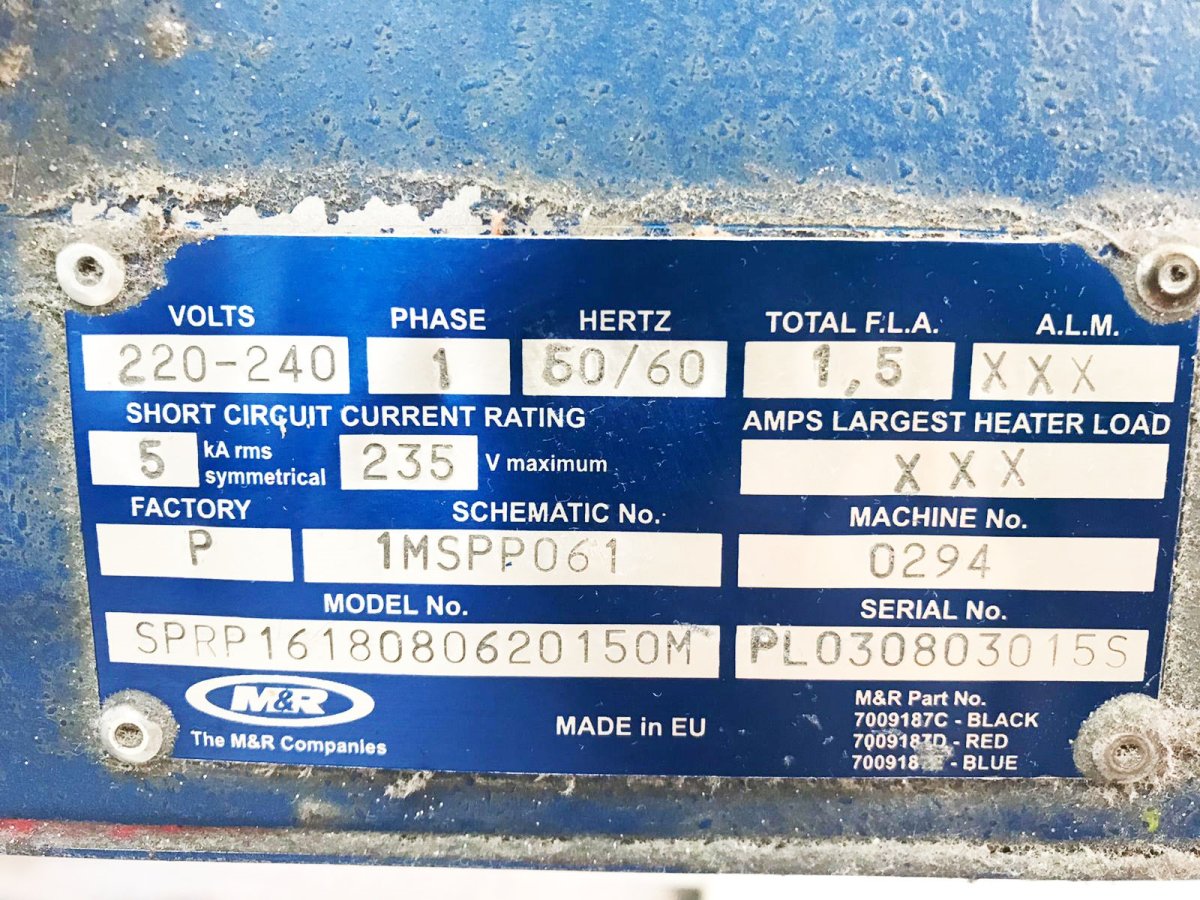 VOLTS PHASE HERTZ TOTAL F.L.A. A.L.M.
220-240 1 50/60 1,5 XXX
SHORT CIRCUIT CURRENT RATING AMPS LARGEST HEATER LOAD
5 kA rms symmetrical 235 V maximum XXX
FACTORY SCHEMATIC No. MACHINE No.
P 1MSPP061 0294
MODEL No. SERIAL No.
SPRP1618080620150M PL030803015S
M&R
The M&R Companies
MADE in EU
M&R Part No.
7009187C - BLACK
7009187D - RED
- BLUE